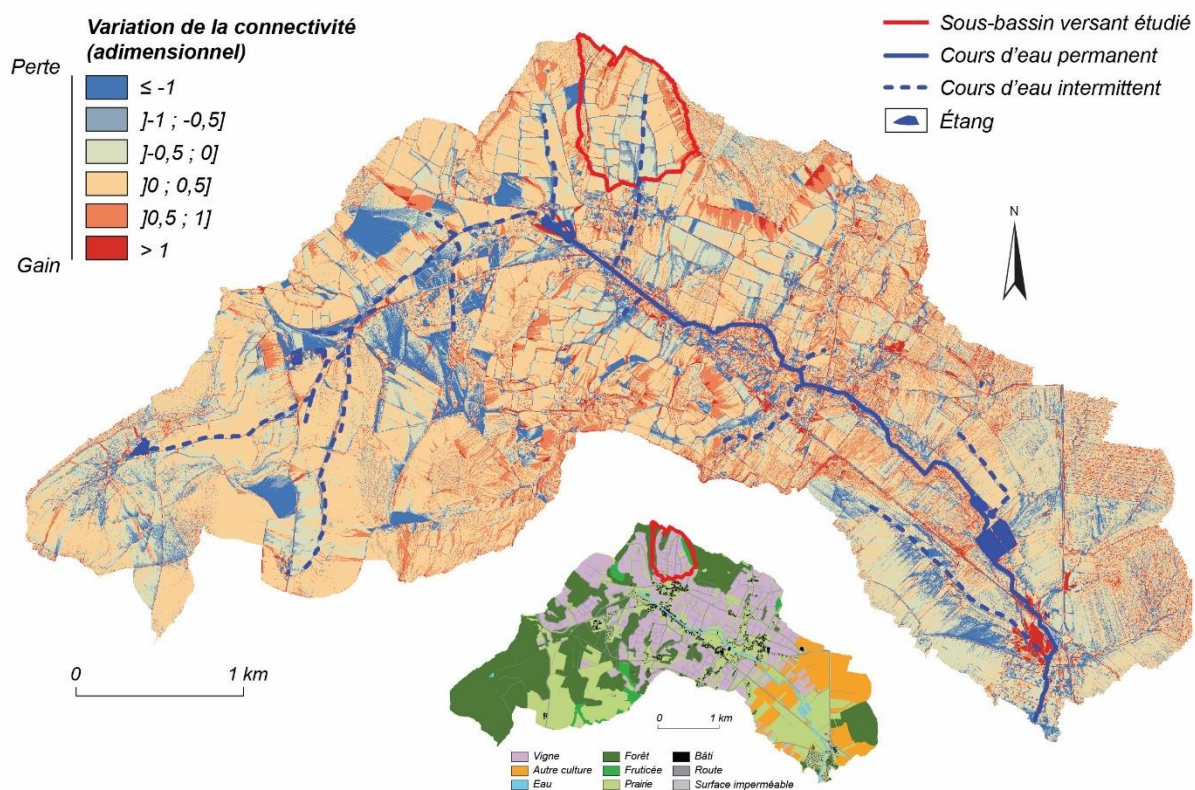 Variation de la connectivité
(adimensionnel)
Perte
≤ -1
]-1 ; -0,5]
]-0,5 ; 0]
]0 ; 0,5]
]0,5 ; 1]
> 1
Gain
Sous-bassin versant étudié
Cours d'eau permanent
Cours d'eau intermittent
Étang
N
0 1 km
0 1 km
Vigne Forêt Bâti
Autre culture Fruticée Route
Eau Prairie Surface imperméable